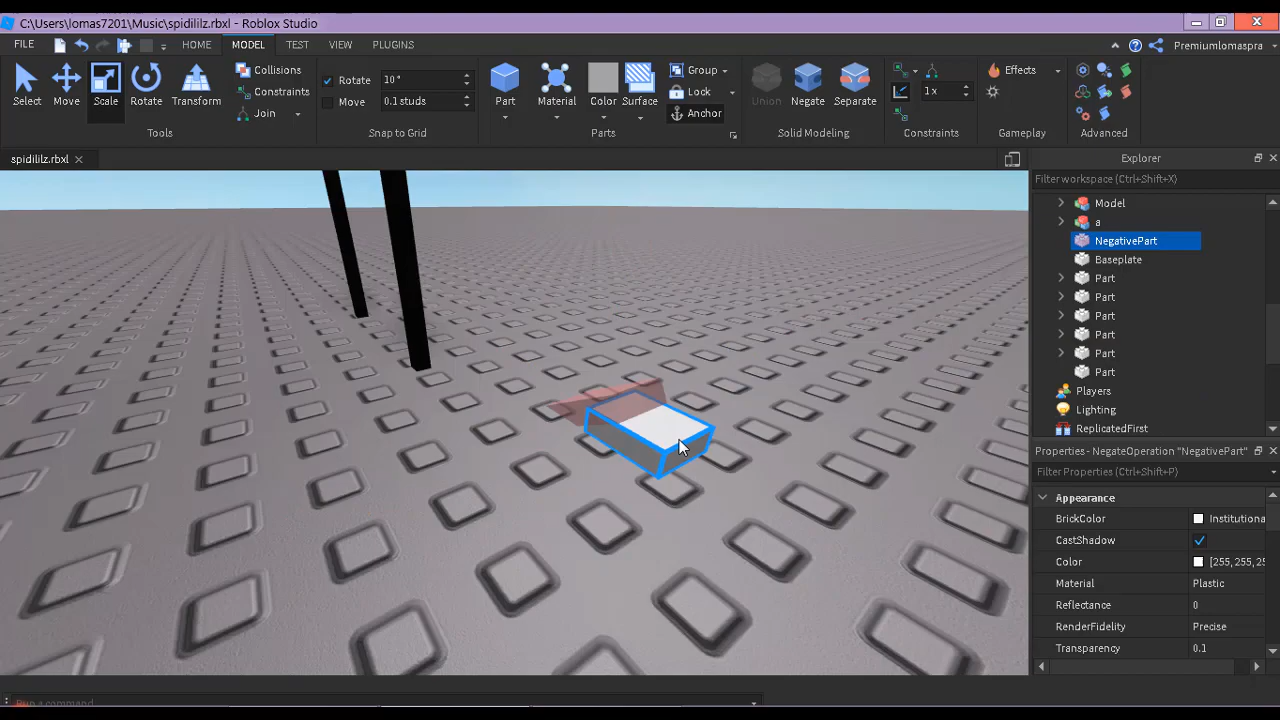 C:\Users\lomas7201\Music\spidililz.rbxl - Roblox Studio
FILE HOME MODEL TEST VIEW PLUGINS Premiumlomaspra
Select Move Scale Rotate Transform
Collisions
Constraints
Join
Tools
Rotate 10°
Move 0.1 studs
Snap to Grid
Part Material Color Surface
Group
Lock
Anchor
Parts
Union Negate Separate
Solid Modeling
1 x
Constraints
Effects
Gameplay
Advanced
spidililz.rbxl
Explorer
Filter workspace (Ctrl+Shift+X)
Model
a
NegativePart
Baseplate
Part
Part
Part
Part
Part
Part
Players
Lighting
ReplicatedFirst
Properties - NegateOperation "NegativePart"
Filter Properties (Ctrl+Shift+P)
Appearance
BrickColor Instituciona
CastShadow
Color [255, 255, 25
Material Plastic
Reflectance 0
RenderFidelity Precise
Transparency 0.1
Run a command